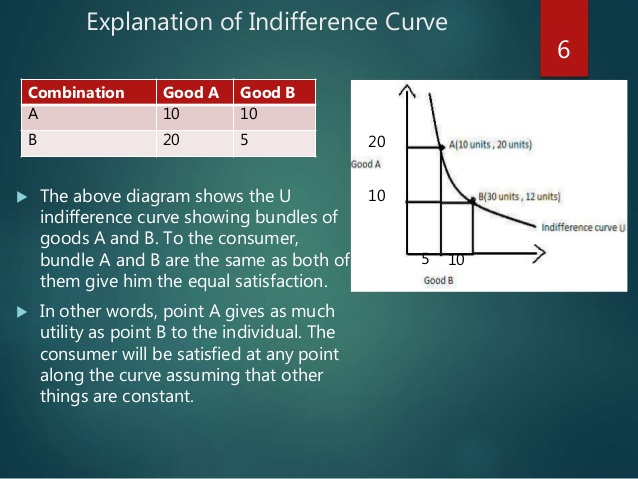 Explanation of Indifference Curve
6
Combination Good A Good B
A 10 10
B 20 5
The above diagram shows the U
indifference curve showing bundles of
goods A and B. To the consumer,
bundle A and B are the same as both of
them give him the equal satisfaction.
In other words, point A gives as much
utility as point B to the individual. The
consumer will be satisfied at any point
along the curve assuming that other
things are constant.
20
Good A
10
A(10 units , 20 units)
B(30 units , 12 units)
Indifference curve U
5 10
Good B